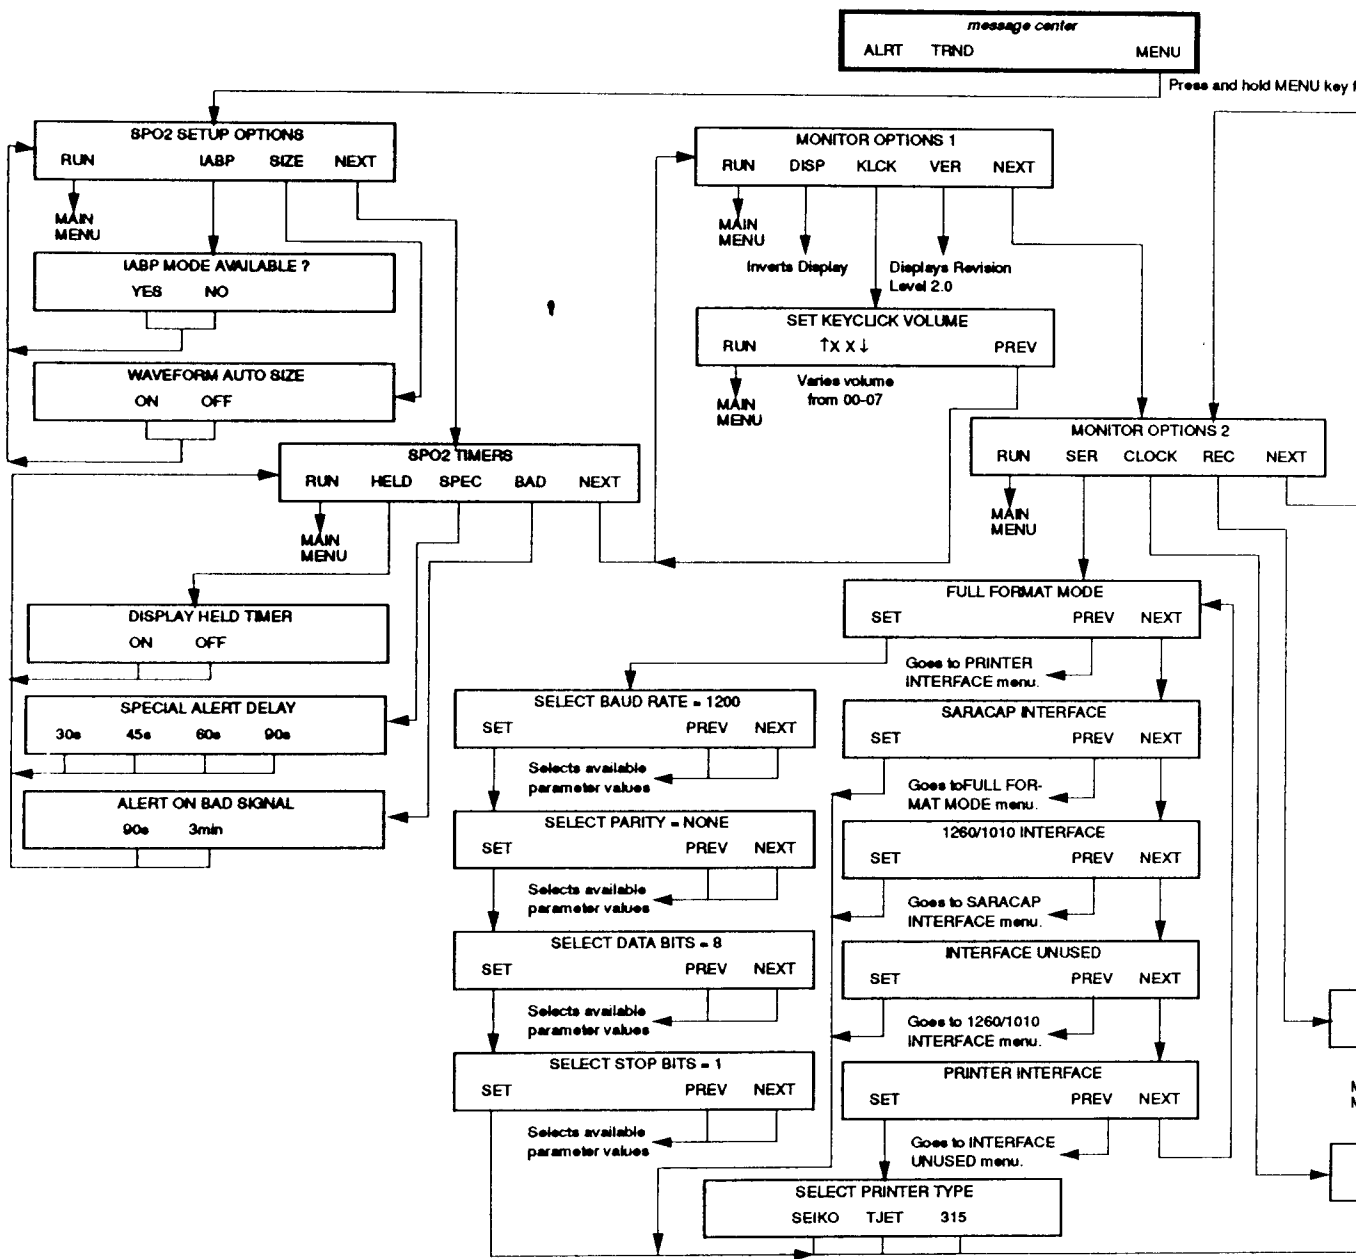 message center
ALRT TRND MENU
Press and hold MENU key f
SPO2 SETUP OPTIONS
RUN IABP SIZE NEXT
MAIN
MENU
IABP MODE AVAILABLE ?
YES NO
WAVEFORM AUTO SIZE
ON OFF
MONITOR OPTIONS 1
RUN DISP KLCK VER NEXT
MAIN
MENU
Inverts Display
Displays Revision
Level 2.0
SET KEYCLICK VOLUME
RUN ↑X X↓ PREV
MAIN
MENU
Varies volume
from 00-07
SPO2 TIMERS
RUN HELD SPEC BAD NEXT
MAIN
MENU
MONITOR OPTIONS 2
RUN SER CLOCK REC NEXT
MAIN
MENU
DISPLAY HELD TIMER
ON OFF
SPECIAL ALERT DELAY
30s 45s 60s 90s
ALERT ON BAD SIGNAL
90s 3min
SELECT BAUD RATE = 1200
SET PREV NEXT
Selects available
parameter values
SELECT PARITY = NONE
SET PREV NEXT
Selects available
parameter values
SELECT DATA BITS = 8
SET PREV NEXT
Selects available
parameter values
SELECT STOP BITS = 1
SET PREV NEXT
Selects available
parameter values
FULL FORMAT MODE
SET PREV NEXT
Goes to PRINTER
INTERFACE menu.
SARACAP INTERFACE
SET PREV NEXT
Goes toFULL FOR-
MAT MODE menu.
1260/1010 INTERFACE
SET PREV NEXT
Goes to SARACAP
INTERFACE menu.
INTERFACE UNUSED
SET PREV NEXT
Goes to 1260/1010
INTERFACE menu.
PRINTER INTERFACE
SET PREV NEXT
Goes to INTERFACE
UNUSED menu.
SELECT PRINTER TYPE
SEIKO TJET 315
M
M